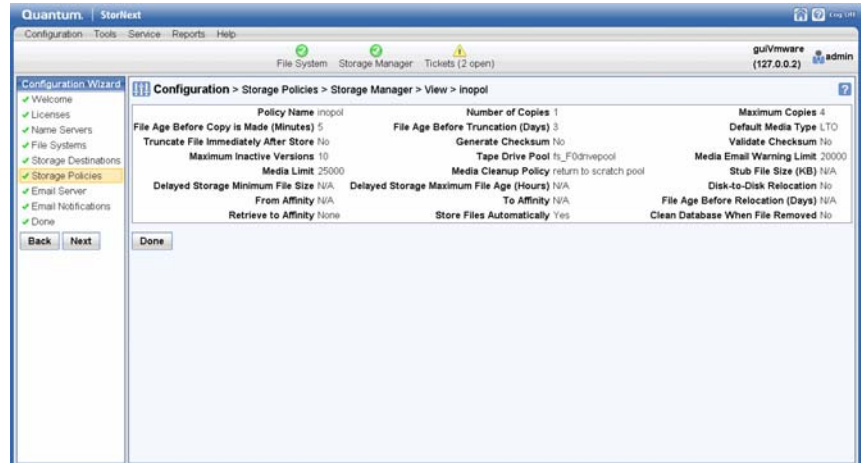 Quantum. StorNext
Log Off
Configuration Tools Service Reports Help
File System Storage Manager Tickets (2 open)
guiVmware
(127.0.0.2)
admin
Configuration Wizard
Welcome
Licenses
Name Servers
File Systems
Storage Destinations
Storage Policies
Email Server
Email Notifications
Done
Back Next
Configuration > Storage Policies > Storage Manager > View > inopol
Policy Name inopol Number of Copies 1 Maximum Copies 4
File Age Before Copy is Made (Minutes) 5 File Age Before Truncation (Days) 3 Default Media Type LTO
Truncate File Immediately After Store No Generate Checksum No Validate Checksum No
Maximum Inactive Versions 10 Tape Drive Pool fs_F0drivepool Media Email Warning Limit 20000
Media Limit 25000 Media Cleanup Policy return to scratch pool Stub File Size (KB) N/A
Delayed Storage Minimum File Size N/A Delayed Storage Maximum File Age (Hours) N/A Disk-to-Disk Relocation No
From Affinity N/A To Affinity N/A File Age Before Relocation (Days) N/A
Retrieve to Affinity None Store Files Automatically Yes Clean Database When File Removed No
Done